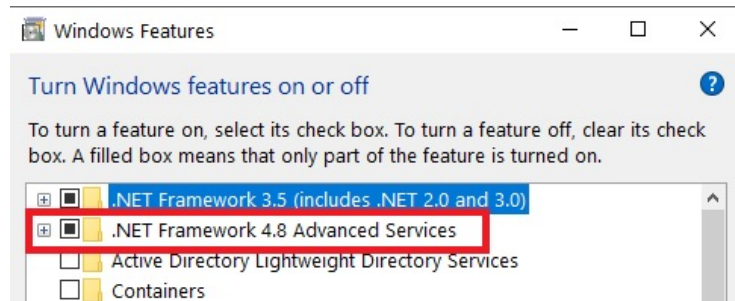 Windows Features
Turn Windows features on or off
To turn a feature on, select its check box. To turn a feature off, clear its check
box. A filled box means that only part of the feature is turned on.
.NET Framework 3.5 (includes .NET 2.0 and 3.0)
.NET Framework 4.8 Advanced Services
Active Directory Lightweight Directory Services
Containers